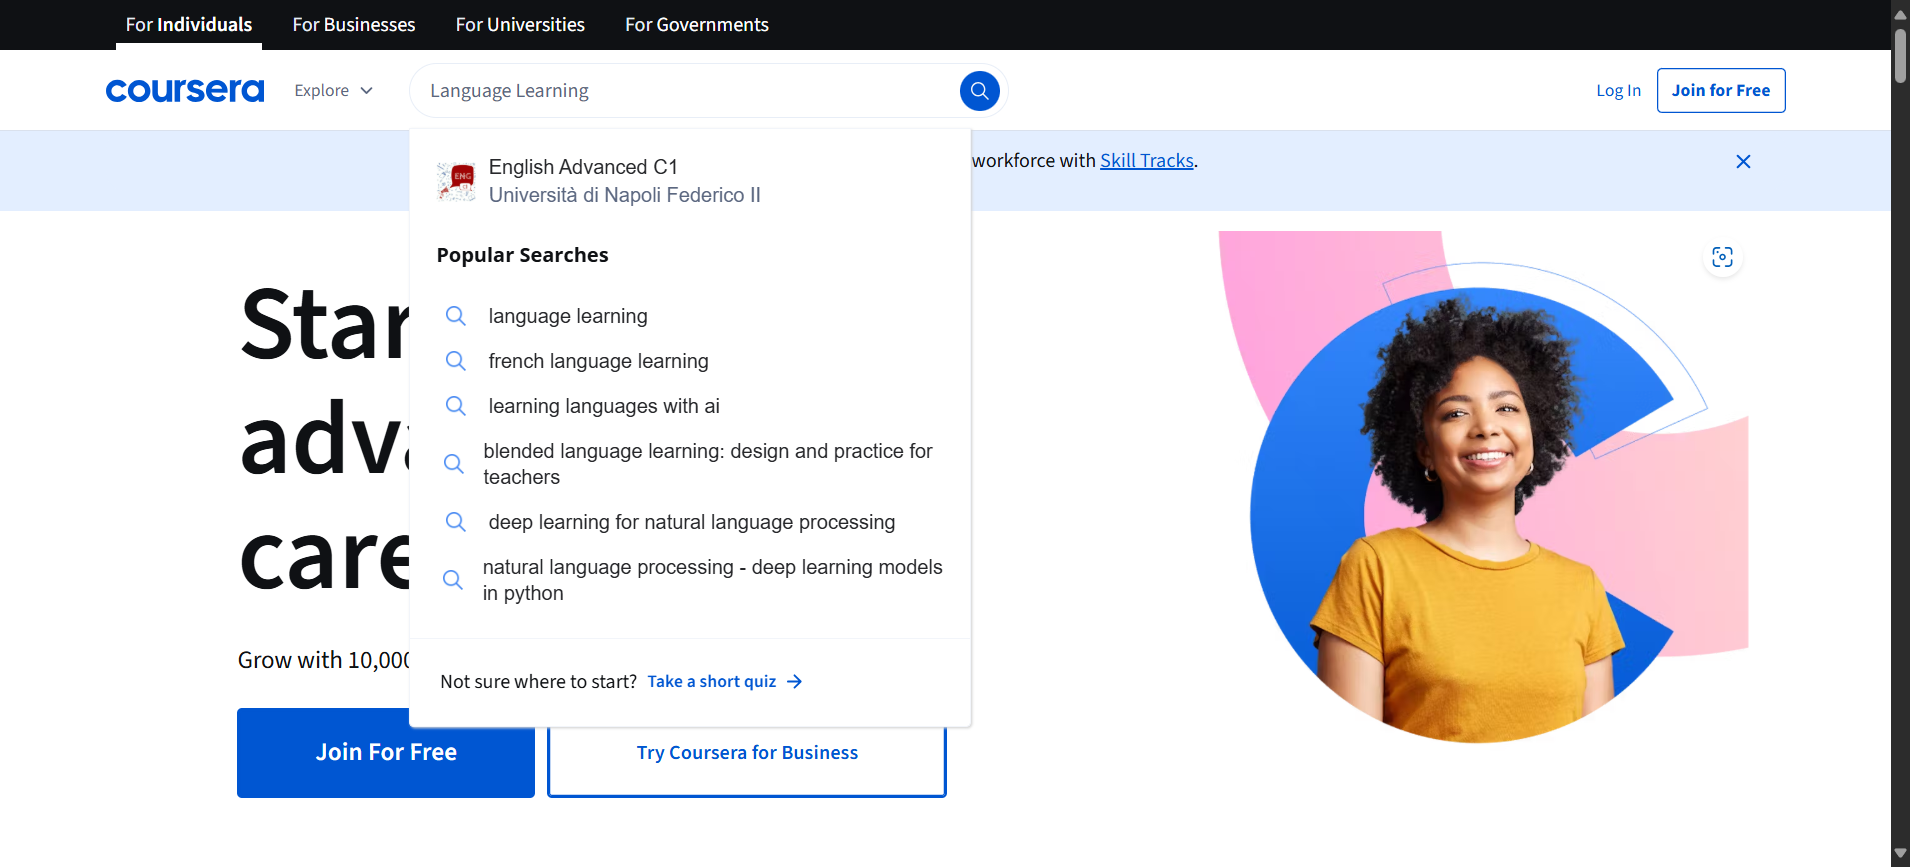 For Individuals For Businesses For Universities For Governments
coursera Explore Language Learning Log In Join for Free
workforce with Skill Tracks.
ENG
English Advanced C1
Università di Napoli Federico II
Popular Searches
language learning
french language learning
learning languages with ai
blended language learning: design and practice for
teachers
deep learning for natural language processing
natural language processing - deep learning models
in python
Not sure where to start? Take a short quiz
Grow with 10,000
Join For Free
Try Coursera for Business